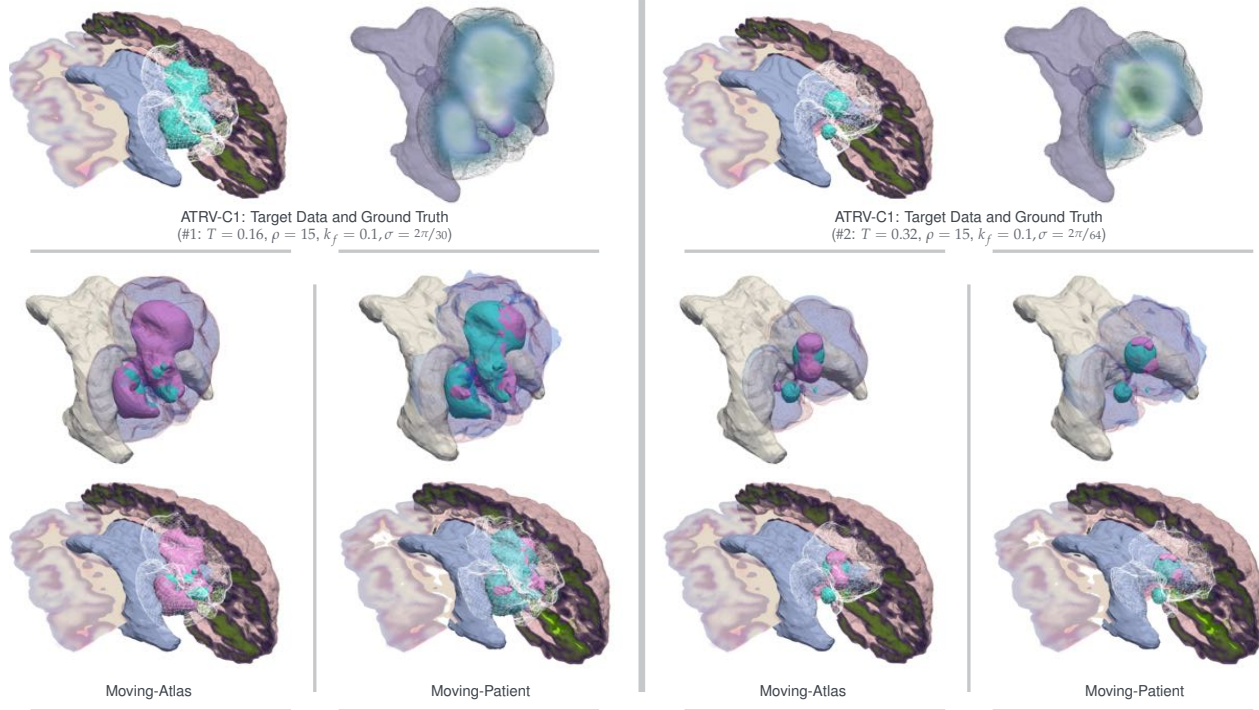 ATRV-C1: Target Data and Ground Truth
(#1: T = 0.16, ρ = 15, k_f = 0.1, σ = 2π/30)
ATRV-C1: Target Data and Ground Truth
(#2: T = 0.32, ρ = 15, k_f = 0.1, σ = 2π/64)
Moving-Atlas
Moving-Patient
Moving-Atlas
Moving-Patient